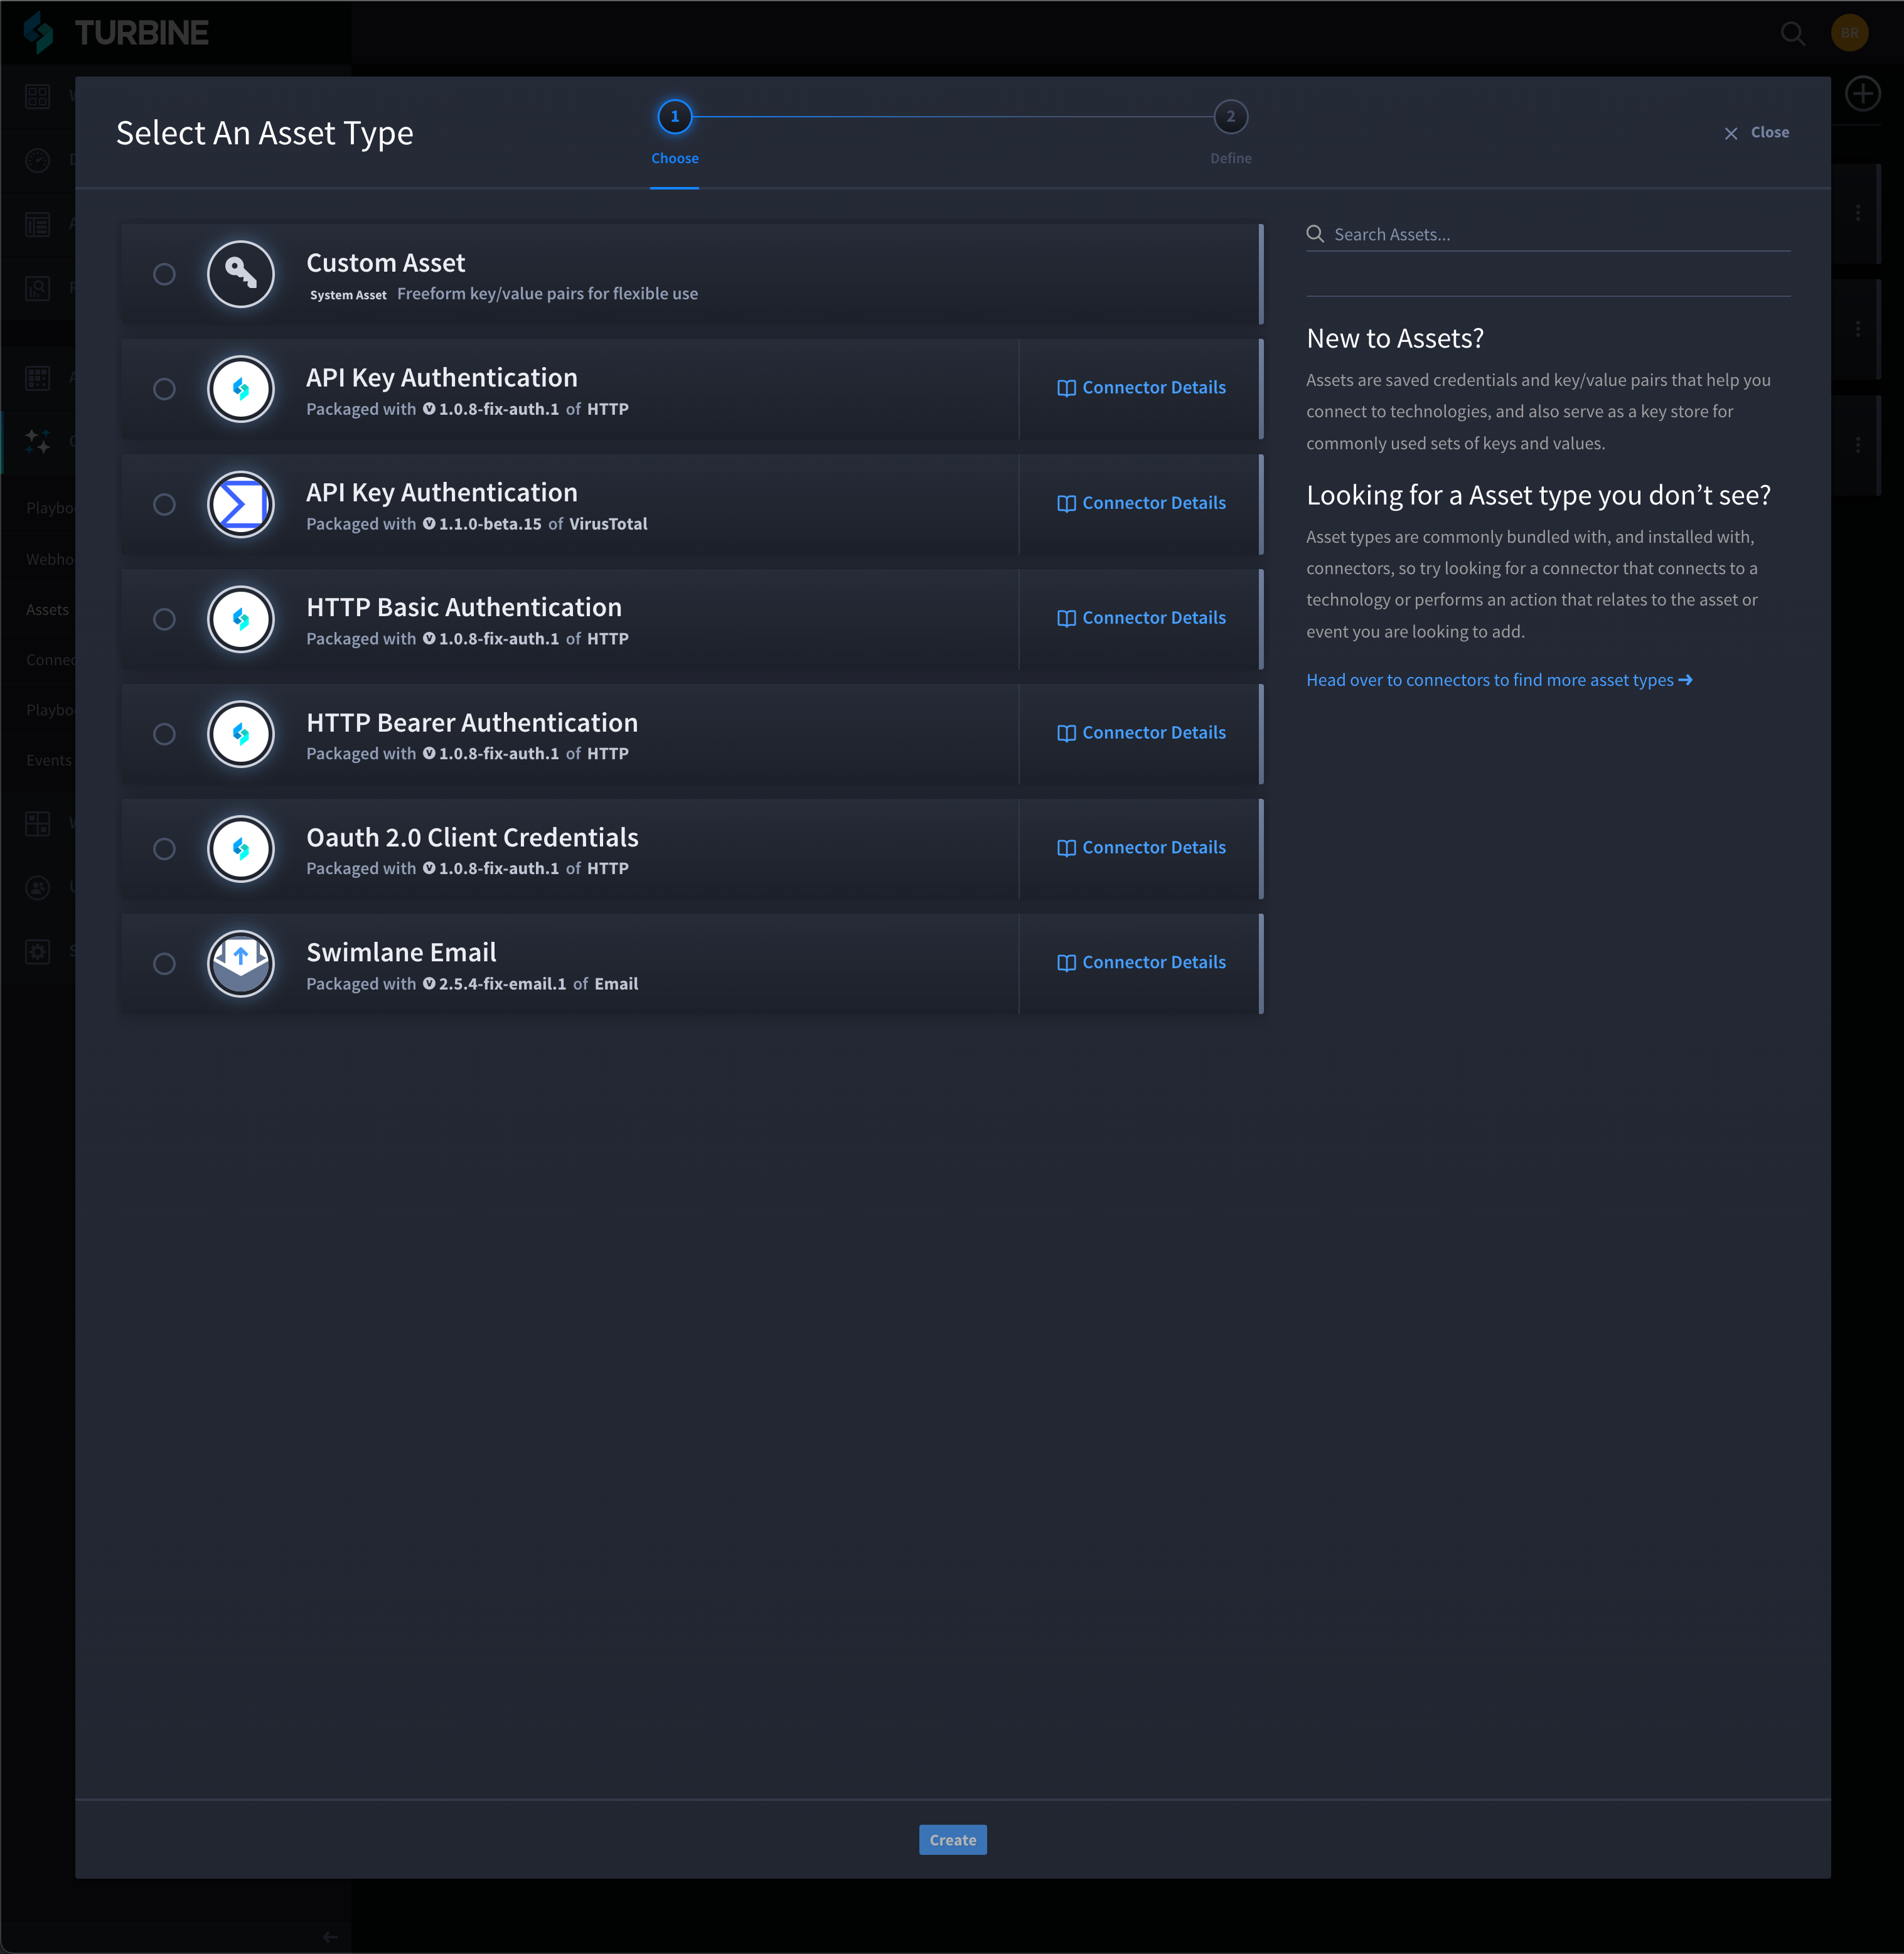 TURBINE
BR
Select An Asset Type
1
Choose
2
Define
Close
Custom Asset
System Asset Freeform key/value pairs for flexible use
API Key Authentication
Packaged with V 1.0.8-fix-auth.1 of HTTP
Connector Details
API Key Authentication
Packaged with V 1.1.0-beta.15 of VirusTotal
Connector Details
HTTP Basic Authentication
Packaged with V 1.0.8-fix-auth.1 of HTTP
Connector Details
HTTP Bearer Authentication
Packaged with V 1.0.8-fix-auth.1 of HTTP
Connector Details
Oauth 2.0 Client Credentials
Packaged with V 1.0.8-fix-auth.1 of HTTP
Connector Details
Swimlane Email
Packaged with V 2.5.4-fix-email.1 of Email
Connector Details
Search Assets...
New to Assets?
Assets are saved credentials and key/value pairs that help you
connect to technologies, and also serve as a key store for
commonly used sets of keys and values.
Looking for a Asset type you don’t see?
Asset types are commonly bundled with, and installed with,
connectors, so try looking for a connector that connects to a
technology or performs an action that relates to the asset or
event you are looking to add.
Head over to connectors to find more asset types
Playbo
Webho
Assets
Connec
Playbo
Events
Create